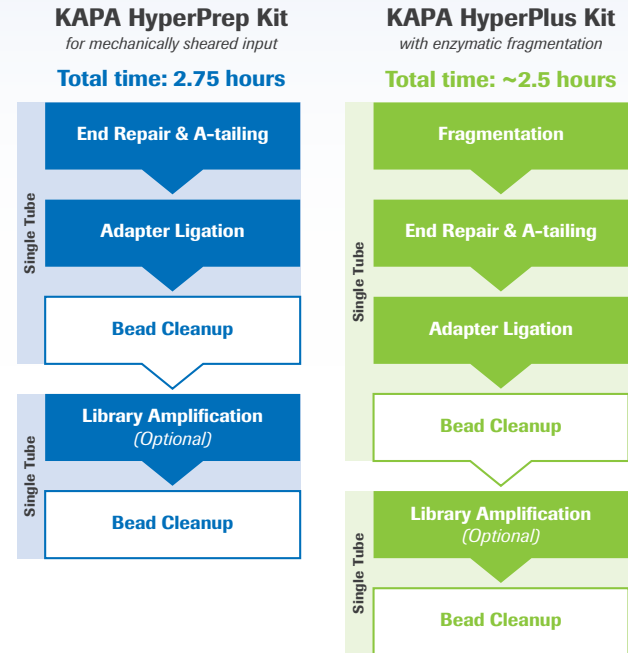 KAPA HyperPrep Kit
for mechanically sheared input
Total time: 2.75 hours
Single Tube
End Repair & A-tailing
Adapter Ligation
Bead Cleanup
Single Tube
Library Amplification
(Optional)
Bead Cleanup
KAPA HyperPlus Kit
with enzymatic fragmentation
Total time: ~2.5 hours
Single Tube
Fragmentation
End Repair & A-tailing
Adapter Ligation
Bead Cleanup
Single Tube
Library Amplification
(Optional)
Bead Cleanup